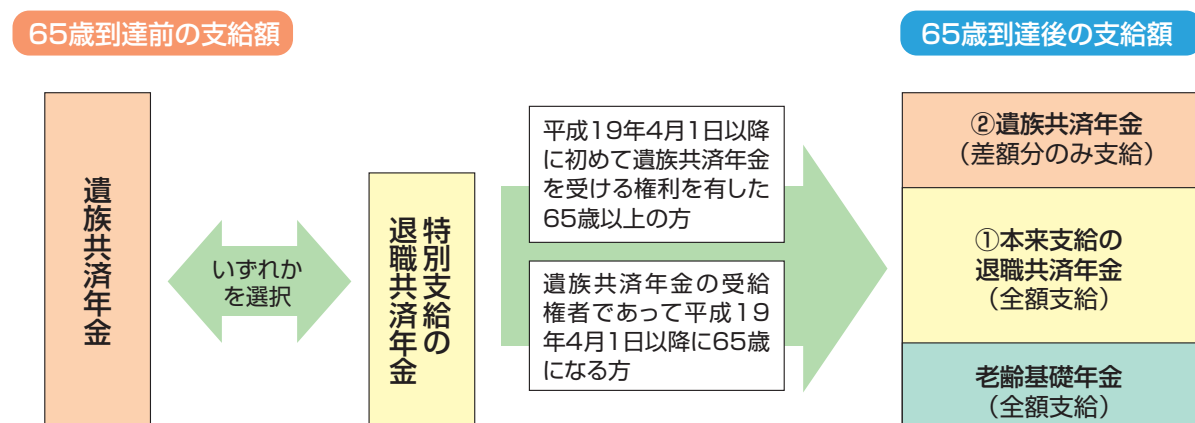 65歳到達前の支給額
65歳到達後の支給額
遺族共済年金
いずれか
を選択
特別支給の
退職共済年金
平成19年4月1日以降
に初めて遺族共済年金
を受ける権利を有した
65歳以上の方
遺族共済年金の受給
権者であって平成19
年4月1日以降に65歳
になる方
②遺族共済年金
（差額分のみ支給）
①本来支給の
退職共済年金
（全額支給）
老齢基礎年金
（全額支給）